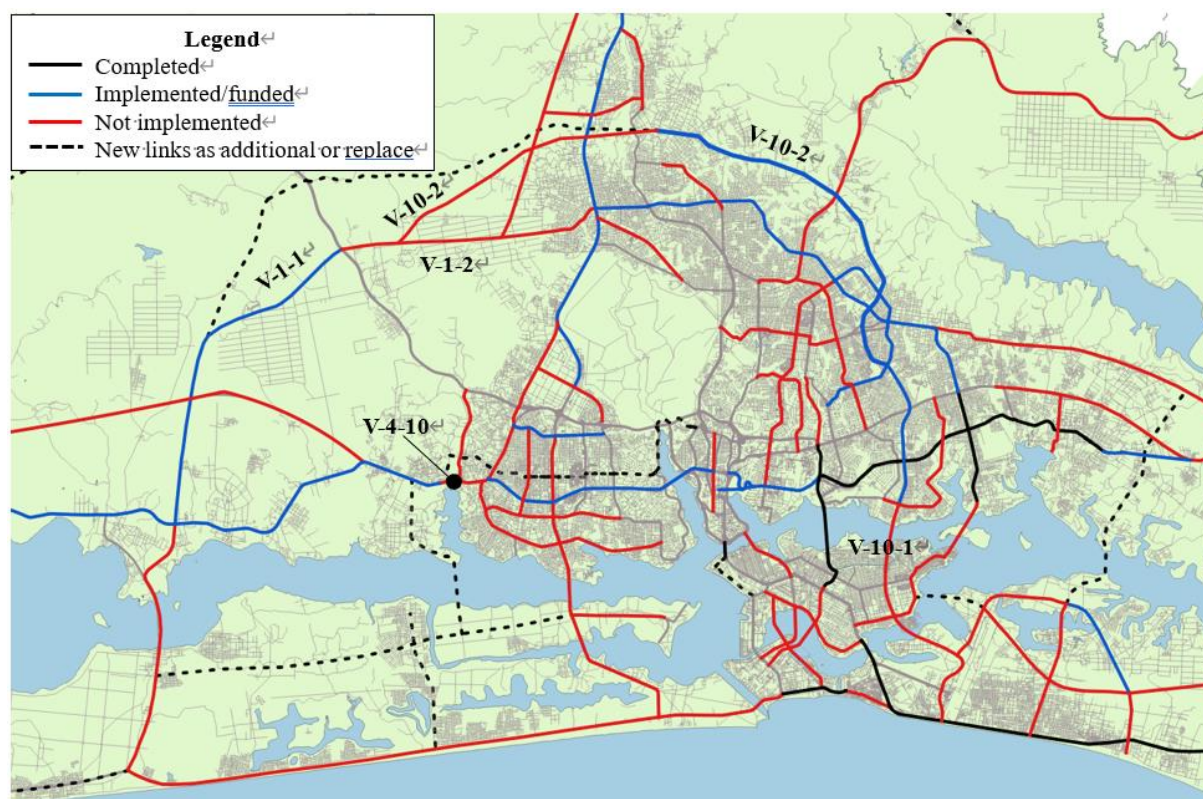 Legend↵
Completed↵
Implemented/funded↵
Not·implemented↵
New links as additional or replace↵
V-10-2↵
V-10-2↵
V-1-1↵
V-1-2↵
V-4-10↵
V-10-1↵